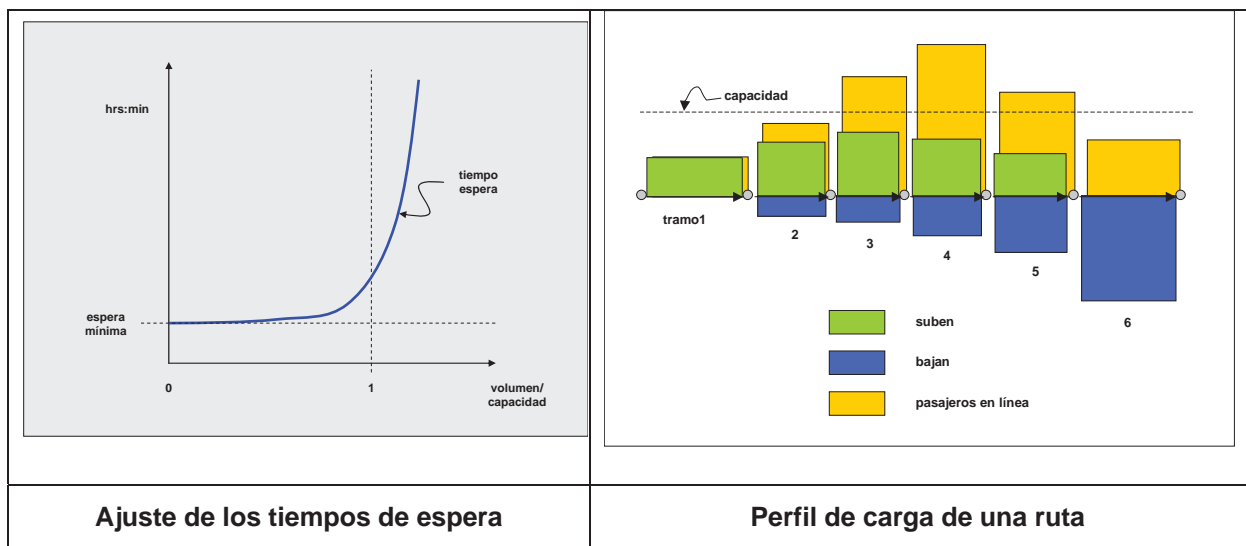 hrs:min
tiempo
espera
espera
mínima
0
1
volumen/
capacidad
capacidad
tramo1
2
3
4
5
6
suben
bajan
pasajeros en línea
Ajuste de los tiempos de espera
Perfil de carga de una ruta